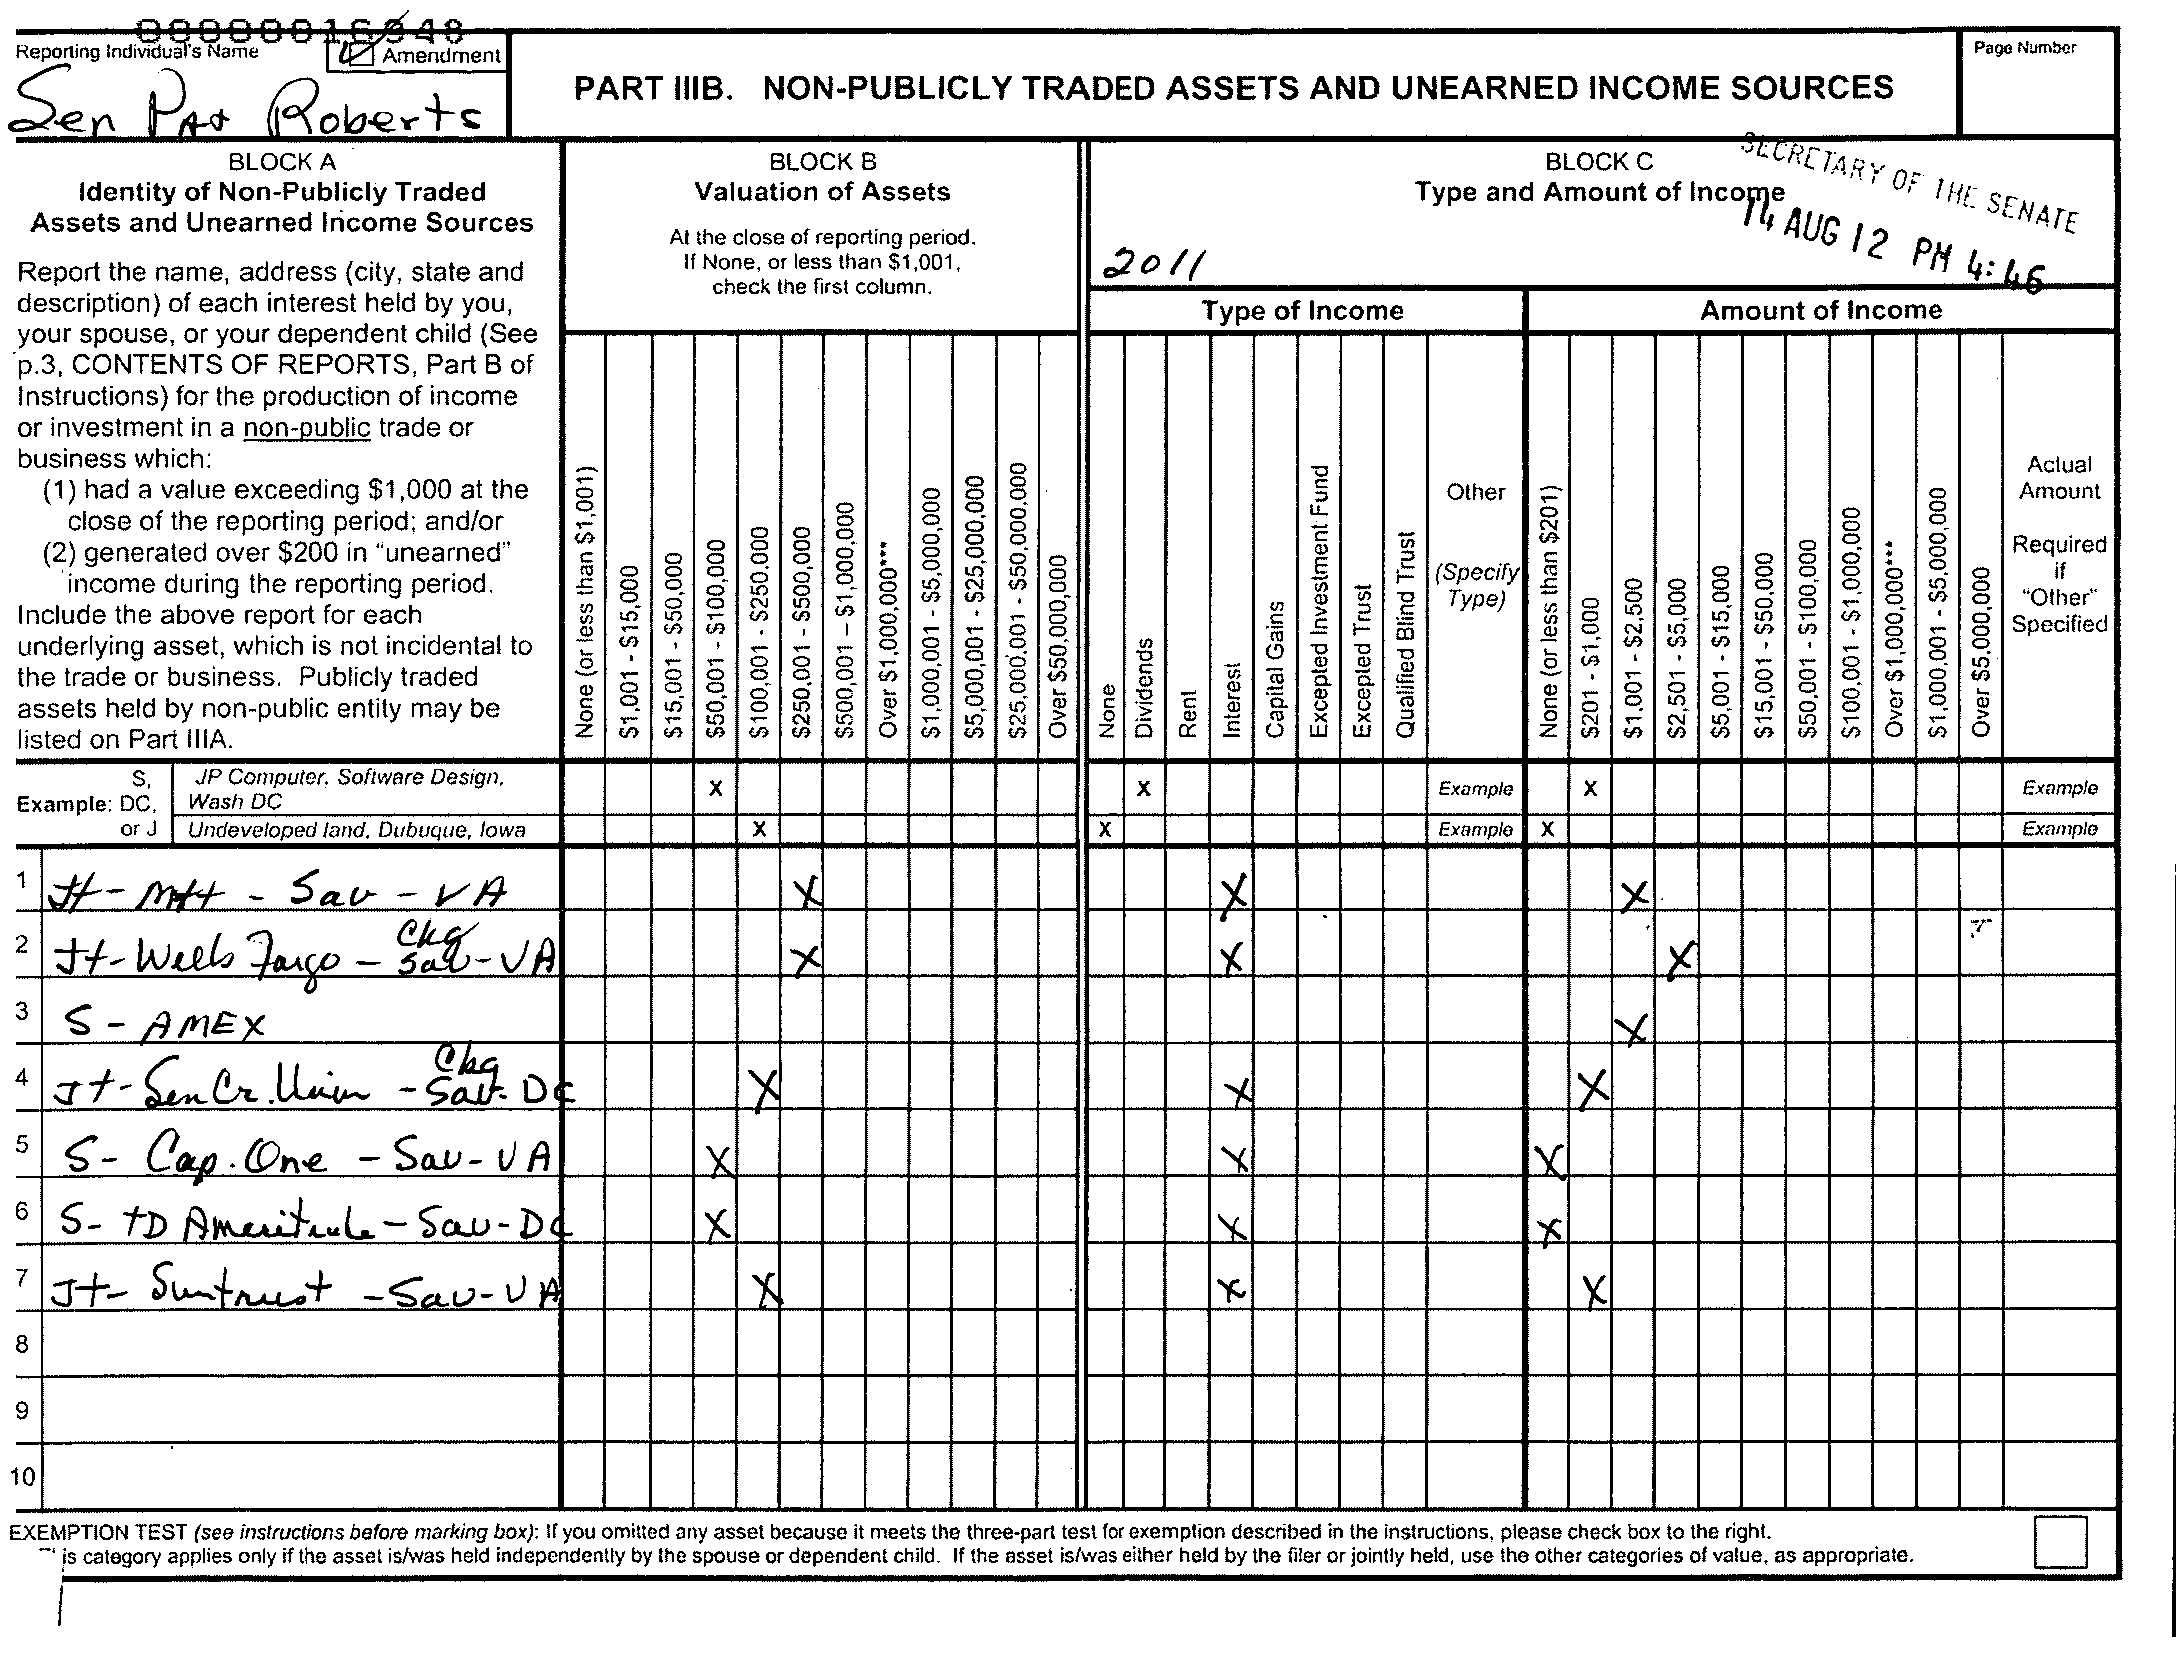 00000016348
Reporting Individual's Name
Amendment
Sen Pat Roberts
PART IIIB. NON-PUBLICLY TRADED ASSETS AND UNEARNED INCOME SOURCES
Page Number
BLOCK A
Identity of Non-Publicly Traded
Assets and Unearned Income Sources
Report the name, address (city, state and
description) of each interest held by you,
your spouse, or your dependent child (See
p.3, CONTENTS OF REPORTS, Part B of
Instructions) for the production of income
or investment in a non-public trade or
business which:
(1) had a value exceeding $1,000 at the
close of the reporting period; and/or
(2) generated over $200 in "unearned"
income during the reporting period.
Include the above report for each
underlying asset, which is not incidental to
the trade or business. Publicly traded
assets held by non-public entity may be
listed on Part IIIA.
BLOCK B
Valuation of Assets
At the close of reporting period.
If None, or less than $1,001,
check the first column.
None (or less than $1,001)
$1,001 - $15,000
$15,001 - $50,000
$50,001 - $100,000
$100,001 - $250,000
$250,001 - $500,000
$500,001 – $1,000,000
Over $1,000,000***
$1,000,001 - $5,000,000
$5,000,001 - $25,000,000
$25,000,001 - $50,000,000
Over $50,000,000
BLOCK C
Type and Amount of Income
SECRETARY OF THE SENATE
14 AUG 12 PM 4:46
2011
Type of Income
None
Dividends
Rent
Interest
Capital Gains
Excepted Investment Fund
Excepted Trust
Qualified Blind Trust
Other
(Specify
Type)
Amount of Income
None (or less than $201)
$201 - $1,000
$1,001 - $2,500
$2,501 - $5,000
$5,001 - $15,000
$15,001 - $50,000
$50,001 - $100,000
$100,001 - $1,000,000
Over $1,000,000***
$1,000,001 - $5,000,000
Over $5,000,000
Actual
Amount
Required
if
"Other"
Specified
Example: S, DC, or J
JP Computer, Software Design,
Wash DC X X Example X Example
Undeveloped land, Dubuque, Iowa X X Example X Example
1 Jt - - Sav - VA X X X
2 Jt - Wells Fargo - Ckg Sav - VA X X X
3 S - AMEX X
4 Jt - Sen Cr. Union - Ckg Sav - DC X X X
5 S - Cap. One - Sav - VA X X X
6 S - TD Ameritrade - Sav - DC X X X
7 Jt - Suntrust - Sav - VA X X X
8
9
10
EXEMPTION TEST (see instructions before marking box): If you omitted any asset because it meets the three-part test for exemption described in the instructions, please check box to the right.
is category applies only if the asset is/was held independently by the spouse or dependent child. If the asset is/was either held by the filer or jointly held, use the other categories of value, as appropriate.